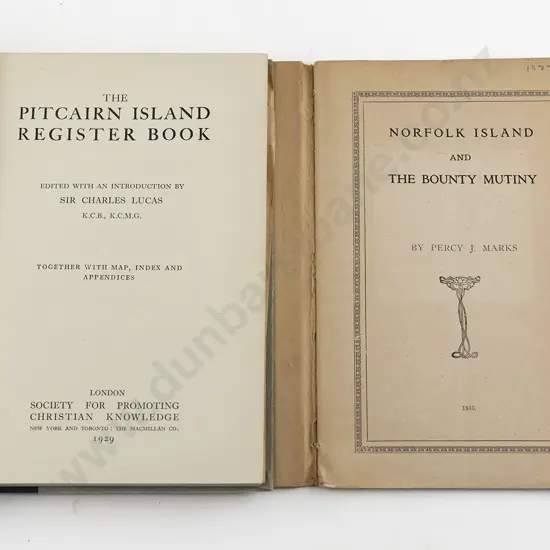 THE
PITCAIRN ISLAND
REGISTER BOOK
EDITED WITH AN INTRODUCTION BY
SIR CHARLES LUCAS
K.C.B., K.C.M.G.
TOGETHER WITH MAP, INDEX AND
APPENDICES
LONDON
SOCIETY FOR PROMOTING
CHRISTIAN KNOWLEDGE
NEW YORK AND TORONTO : THE MACMILLAN CO.
1929
NORFOLK ISLAND
AND
THE BOUNTY MUTINY
BY PERCY J. MARKS
1935.